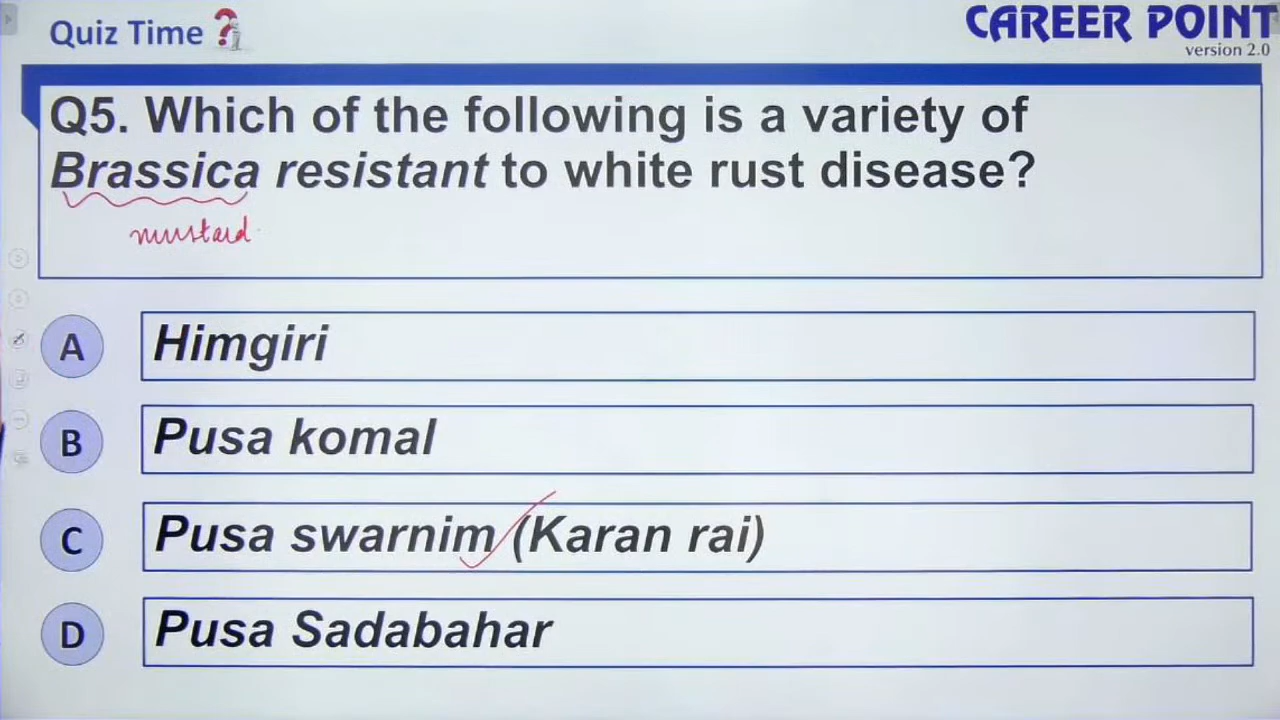 Quiz Time ?
CAREER POINT
version 2.0
Q5. Which of the following is a variety of
Brassica resistant to white rust disease?
mustard
A Himgiri
B Pusa komal
C Pusa swarnim (Karan rai)
D Pusa Sadabahar